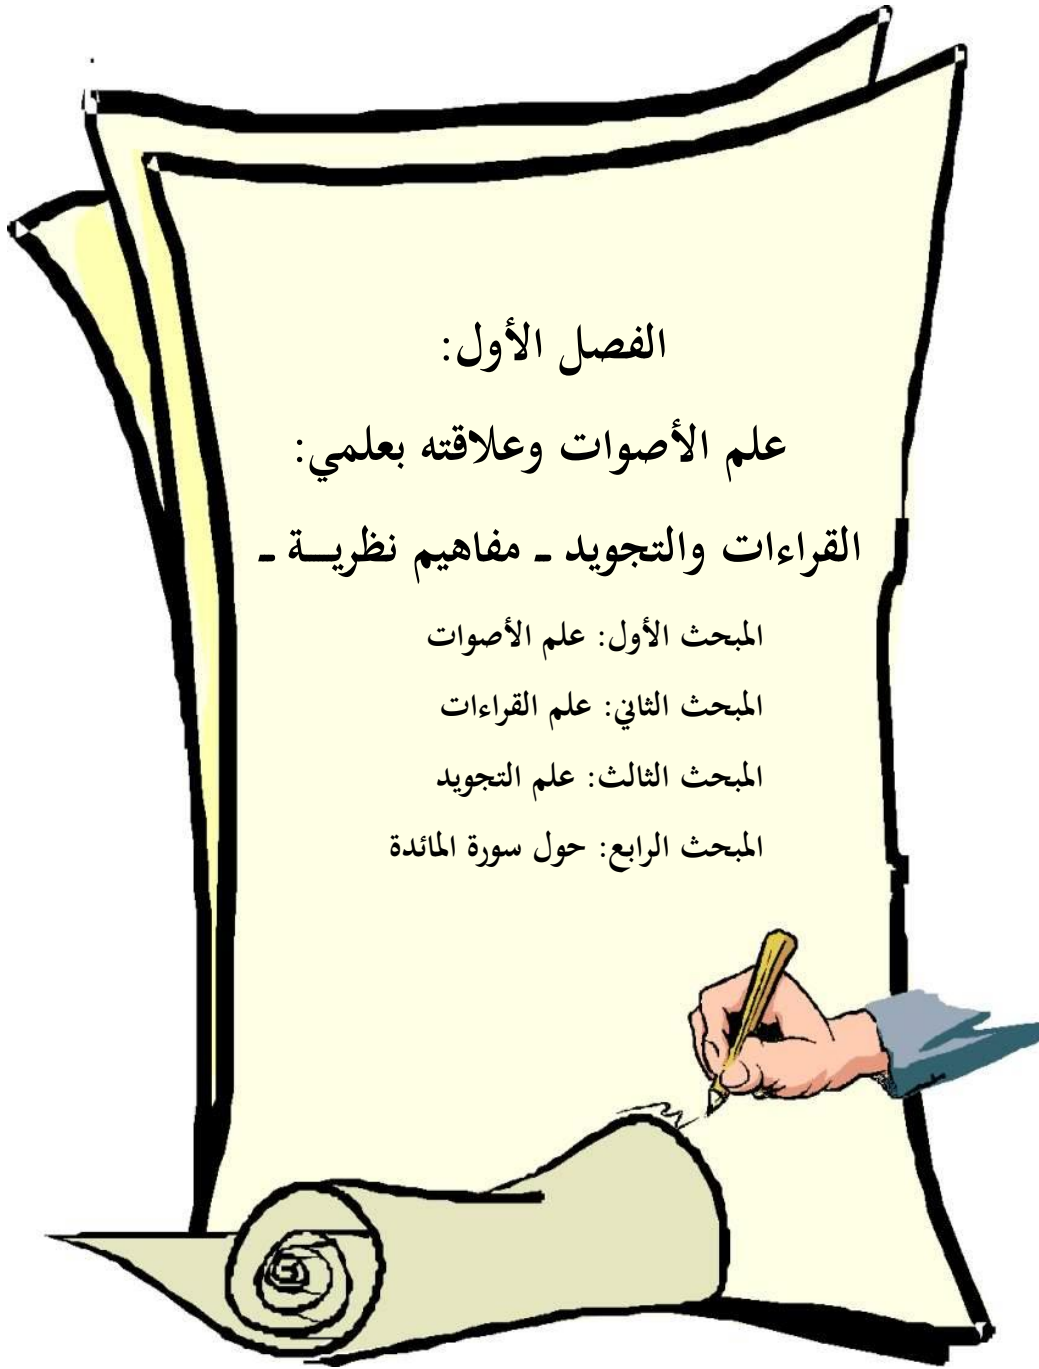 الفصل الأول:
علم الأصوات وعلاقته بعلمي:
القراءات والتجويد ـ مفاهيم نظريـــة ـ
المبحث الأول: علم الأصوات
المبحث الثاني: علم القراءات
المبحث الثالث: علم التجويد
المبحث الرابع: حول سورة المائدة